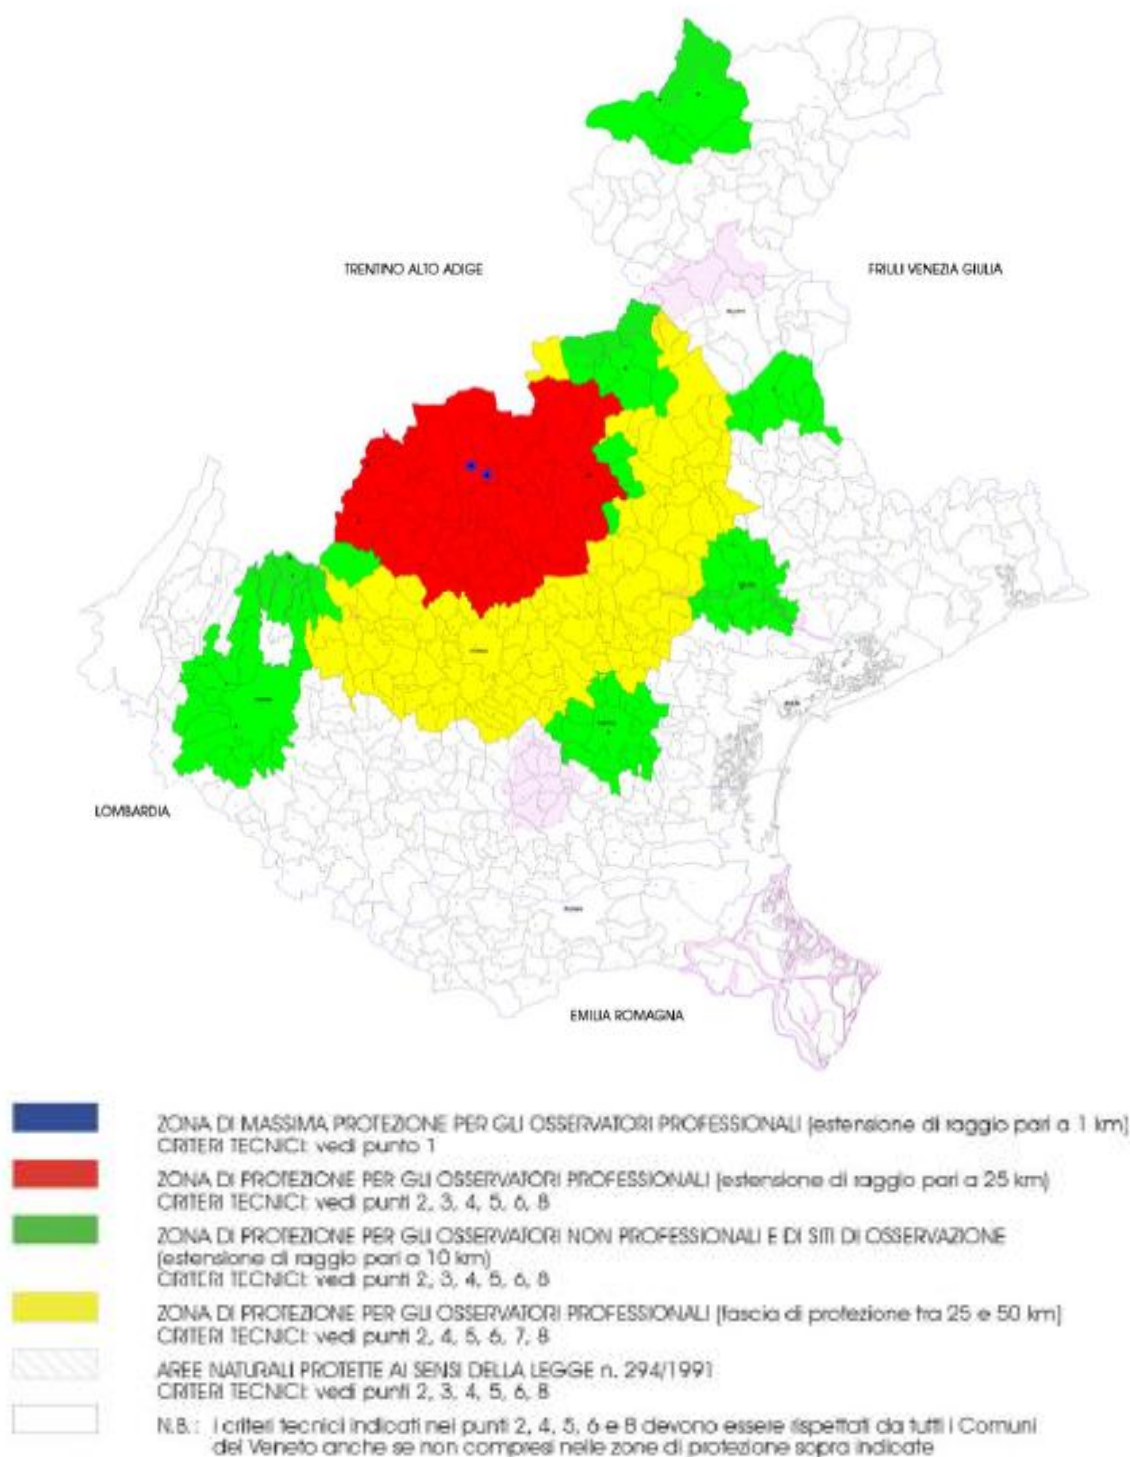 TRENTINO ALTO ADIGE
FRIULI VENEZIA GIULIA
LOMBARDIA
EMILIA ROMAGNA
ZONA DI MASSIMA PROTEZIONE PER GLI OSSERVATORI PROFESSIONALI (estensione di raggio pari a 1 km)
CRITERI TECNICI: vedi punto 1
ZONA DI PROTEZIONE PER GLI OSSERVATORI PROFESSIONALI (estensione di raggio pari a 25 km)
CRITERI TECNICI: vedi punti 2, 3, 4, 5, 6, 8
ZONA DI PROTEZIONE PER GLI OSSERVATORI NON PROFESSIONALI E DI SITI DI OSSERVAZIONE
(estensione di raggio pari a 10 km)
CRITERI TECNICI: vedi punti 2, 3, 4, 5, 6, 8
ZONA DI PROTEZIONE PER GLI OSSERVATORI PROFESSIONALI (fascia di protezione tra 25 e 50 km)
CRITERI TECNICI: vedi punti 2, 4, 5, 6, 7, 8
AREE NATURALI PROTETTE AI SENSI DELLA LEGGE n. 294/1991
CRITERI TECNICI: vedi punti 2, 3, 4, 5, 6, 8
N.B.: i criteri tecnici indicati nei punti 2, 4, 5, 6 e 8 devono essere rispettati da tutti i Comuni
del Veneto anche se non compresi nelle zone di protezione sopra indicate